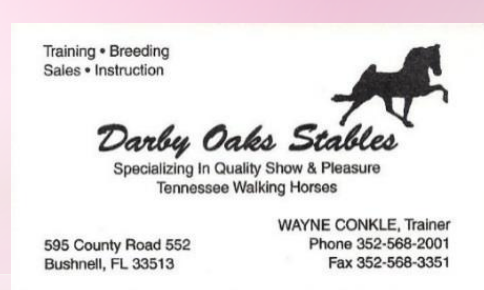 Training • Breeding
Sales • Instruction
Darby Oaks Stables
Specializing In Quality Show & Pleasure
Tennessee Walking Horses
WAYNE CONKLE, Trainer
595 County Road 552
Phone 352-568-2001
Bushnell, FL 33513
Fax 352-568-3351